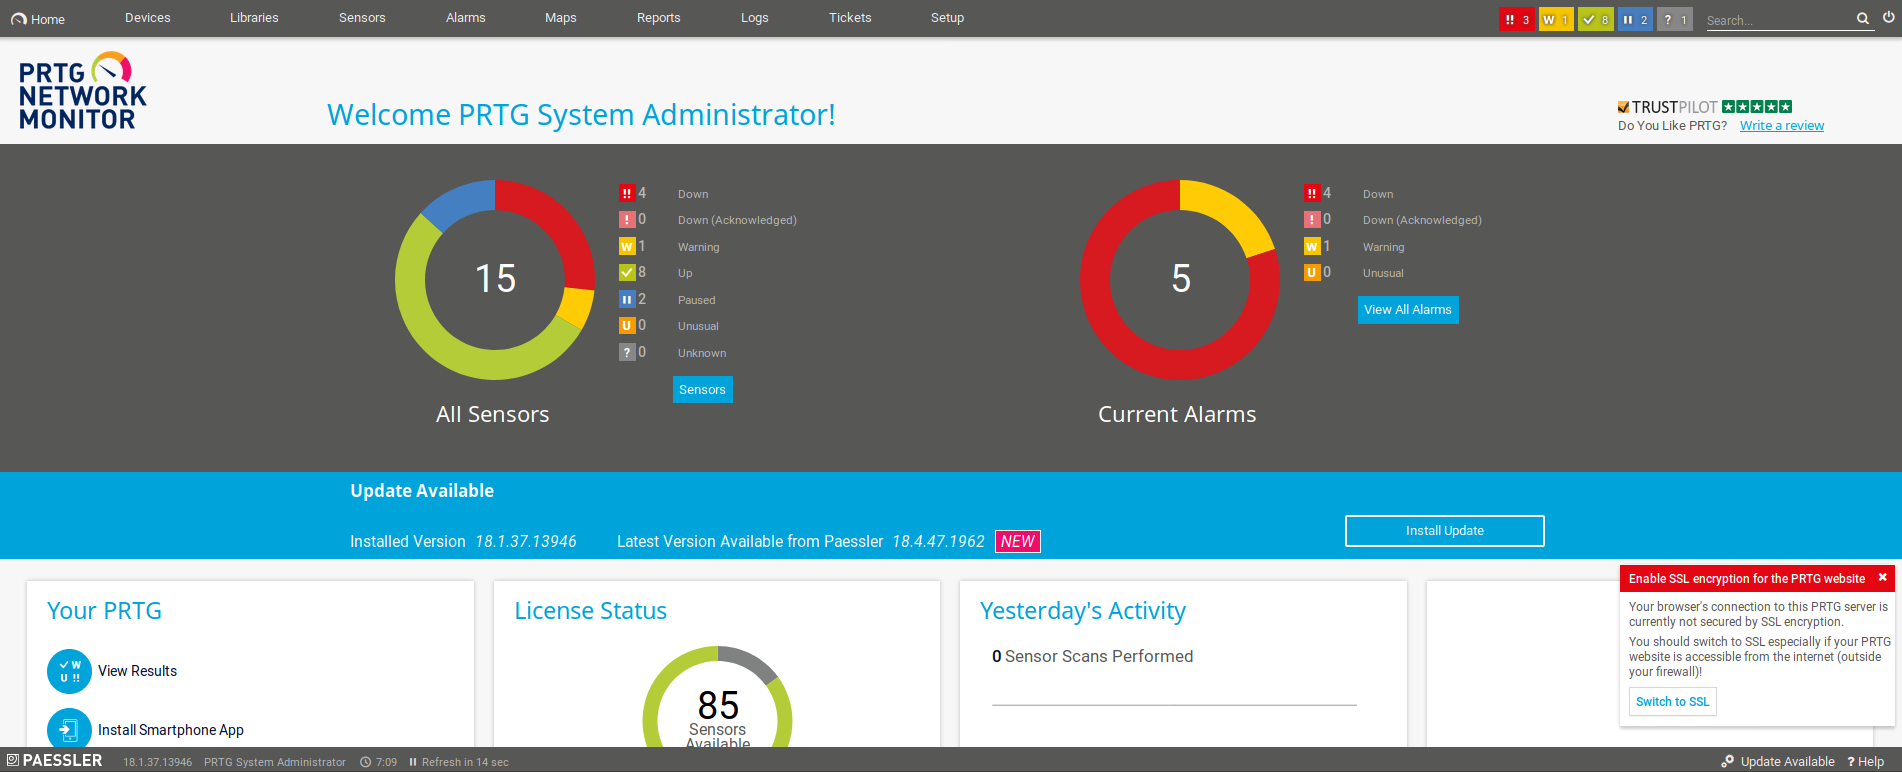 Home Devices Libraries Sensors Alarms Maps Reports Logs Tickets Setup !! 3 W 1 8 2 ? 1 Search...
PRTG
NETWORK
MONITOR
Welcome PRTG System Administrator!
TRUSTPILOT
Do You Like PRTG? Write a review
15
!! 4 Down
! 0 Down (Acknowledged)
W 1 Warning
8 Up
2 Paused
U 0 Unusual
? 0 Unknown
Sensors
All Sensors
5
!! 4 Down
! 0 Down (Acknowledged)
W 1 Warning
U 0 Unusual
View All Alarms
Current Alarms
Update Available
Installed Version 18.1.37.13946 Latest Version Available from Paessler 18.4.47.1962 NEW
Install Update
Your PRTG
W
U !!
View Results
Install Smartphone App
License Status
85
Sensors
Available
Yesterday's Activity
0 Sensor Scans Performed
Enable SSL encryption for the PRTG website
Your browser's connection to this PRTG server is
currently not secured by SSL encryption.
You should switch to SSL especially if your PRTG
website is accessible from the internet (outside
your firewall)!
Switch to SSL
PAESSLER 18.1.37.13946 PRTG System Administrator 7:09 Refresh in 14 sec Update Available ? Help